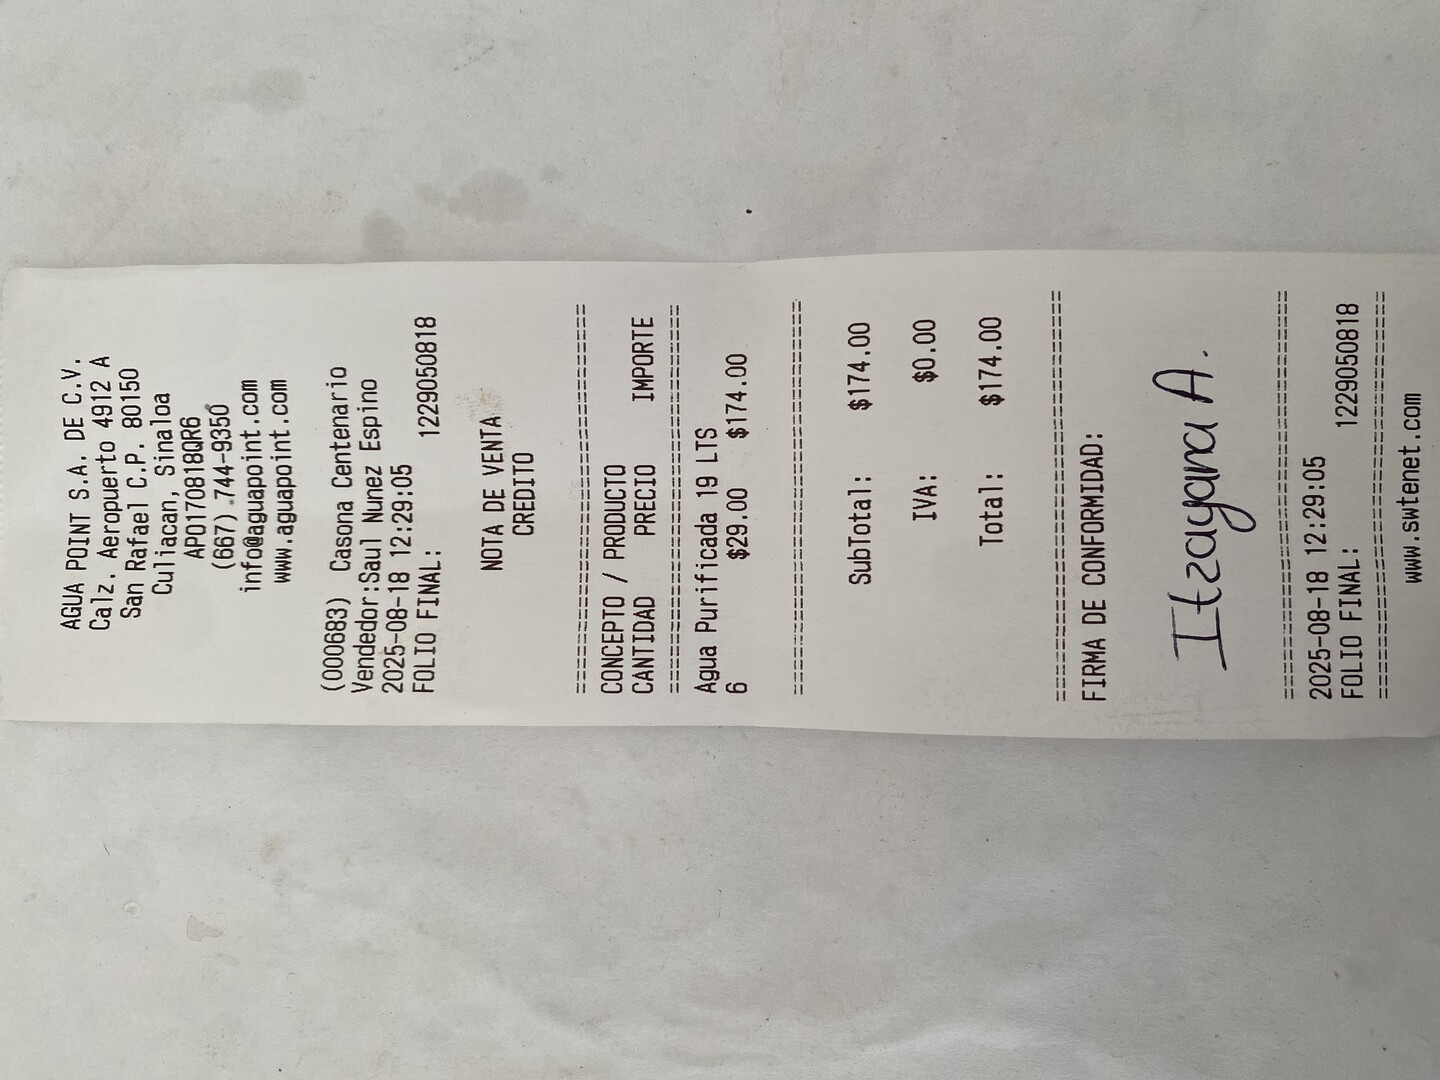 AGUA POINT S.A. DE C.V.
Calz. Aeropuerto 4912 A
San Rafael C.P. 80150
Culiacan, Sinaloa
APO170818QR6
(667) 744-9350
info@aguapoint.com
www.aguapoint.com
(000683) Casona Centenario
Vendedor:Saul Nunez Espino
2025-08-18 12:29:05
FOLIO FINAL: 1229050818
NOTA DE VENTA
CREDITO
==============================
CONCEPTO / PRODUCTO
CANTIDAD PRECIO IMPORTE
==============================
Agua Purificada 19 LTS
6 $29.00 $174.00
==============================
SubTotal: $174.00
IVA: $0.00
Total: $174.00
==============================
FIRMA DE CONFORMIDAD:
Itzayana A.
==============================
2025-08-18 12:29:05
FOLIO FINAL: 1229050818
==============================
www.swtenet.com